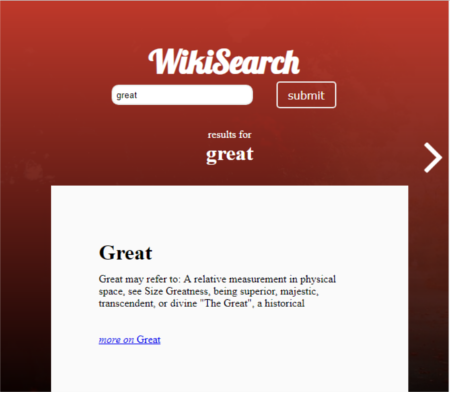 WikiSearch
great
submit
results for
great
Great
Great may refer to: A relative measurement in physical
space, see Size Greatness, being superior, majestic,
transcendent, or divine "The Great", a historical
more on Great